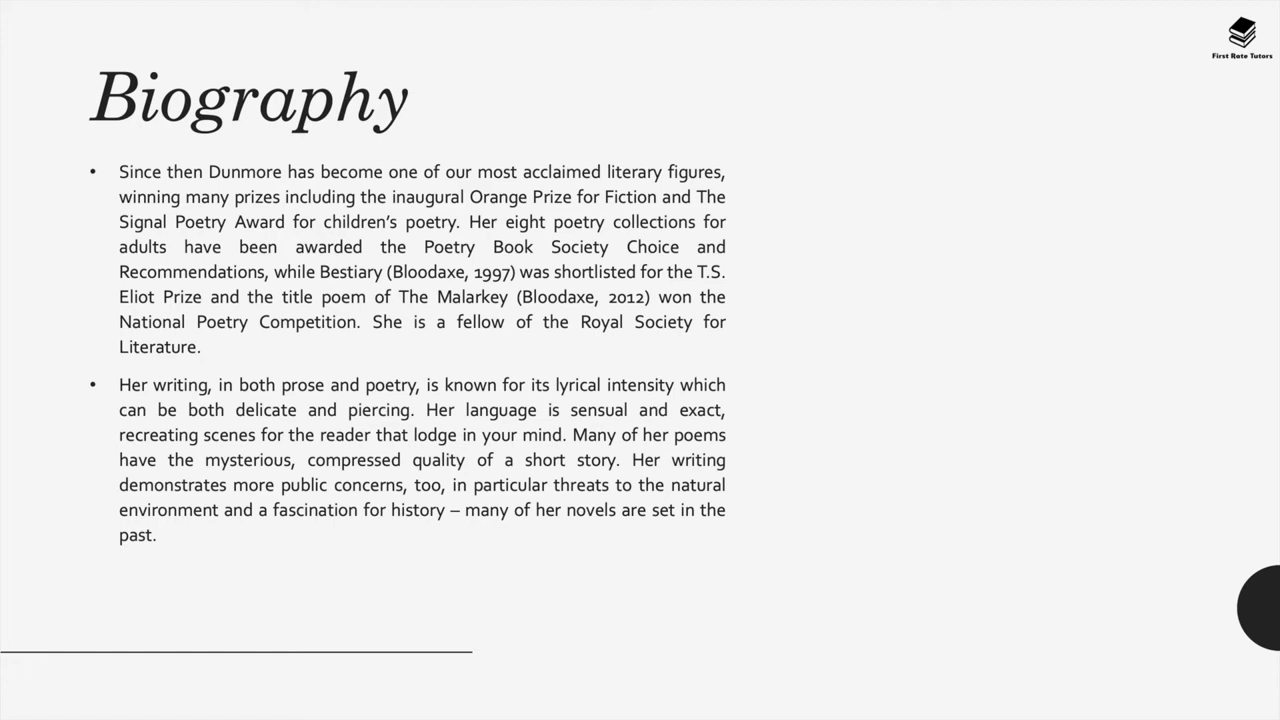 First Rate Tutors
Biography
• Since then Dunmore has become one of our most acclaimed literary figures,
winning many prizes including the inaugural Orange Prize for Fiction and The
Signal Poetry Award for children’s poetry. Her eight poetry collections for
adults have been awarded the Poetry Book Society Choice and
Recommendations, while Bestiary (Bloodaxe, 1997) was shortlisted for the T.S.
Eliot Prize and the title poem of The Malarkey (Bloodaxe, 2012) won the
National Poetry Competition. She is a fellow of the Royal Society for
Literature.
• Her writing, in both prose and poetry, is known for its lyrical intensity which
can be both delicate and piercing. Her language is sensual and exact,
recreating scenes for the reader that lodge in your mind. Many of her poems
have the mysterious, compressed quality of a short story. Her writing
demonstrates more public concerns, too, in particular threats to the natural
environment and a fascination for history – many of her novels are set in the
past.